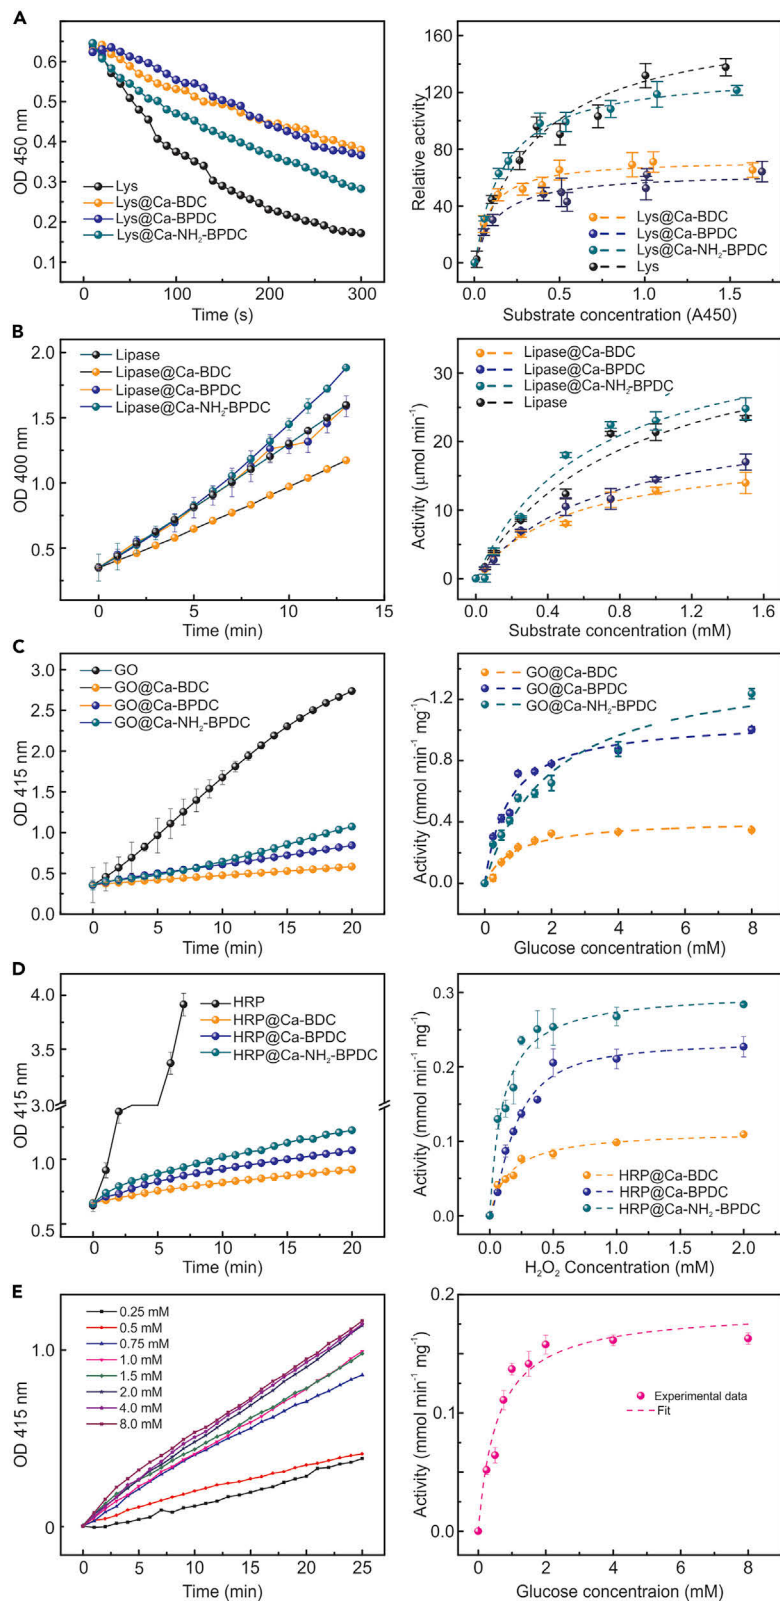 A
OD 450 nm
0.6
0.5
0.4
0.3
0.2
0.1
Lys
Lys@Ca-BDC
Lys@Ca-BPDC
Lys@Ca-NH2-BPDC
0 100 200 300
Time (s)
Relative activity
160
120
80
40
0
Lys@Ca-BDC
Lys@Ca-BPDC
Lys@Ca-NH2-BPDC
Lys
0.0 0.5 1.0 1.5
Substrate concentration (A450)
B
OD 400 nm
2.0
1.5
1.0
0.5
Lipase
Lipase@Ca-BDC
Lipase@Ca-BPDC
Lipase@Ca-NH2-BPDC
0 5 10 15
Time (min)
Activity (μmol min-1)
30
20
10
0
Lipase@Ca-BDC
Lipase@Ca-BPDC
Lipase@Ca-NH2-BPDC
Lipase
0.0 0.4 0.8 1.2 1.6
Substrate concentration (mM)
C
OD 415 nm
3.0
2.5
2.0
1.5
1.0
0.5
0.0
GO
GO@Ca-BDC
GO@Ca-BPDC
GO@Ca-NH2-BPDC
0 5 10 15 20
Time (min)
Activity (mmol min-1 mg-1)
1.2
0.8
0.4
0.0
GO@Ca-BDC
GO@Ca-BPDC
GO@Ca-NH2-BPDC
0 2 4 6 8
Glucose concentration (mM)
D
OD 415 nm
4.0
3.5
3.0
1.0
0.5
HRP
HRP@Ca-BDC
HRP@Ca-BPDC
HRP@Ca-NH2-BPDC
0 5 10 15 20
Time (min)
Activity (mmol min-1 mg-1)
0.3
0.2
0.1
0.0
HRP@Ca-BDC
HRP@Ca-BPDC
HRP@Ca-NH2-BPDC
0.0 0.5 1.0 1.5 2.0
H2O2 Concentration (mM)
E
OD 415 nm
1.0
0
0.25 mM
0.5 mM
0.75 mM
1.0 mM
1.5 mM
2.0 mM
4.0 mM
8.0 mM
0 5 10 15 20 25
Time (min)
Activity (mmol min-1 mg-1)
0.2
0.1
0.0
Experimental data
Fit
0 2 4 6 8
Glucose concentraion (mM)